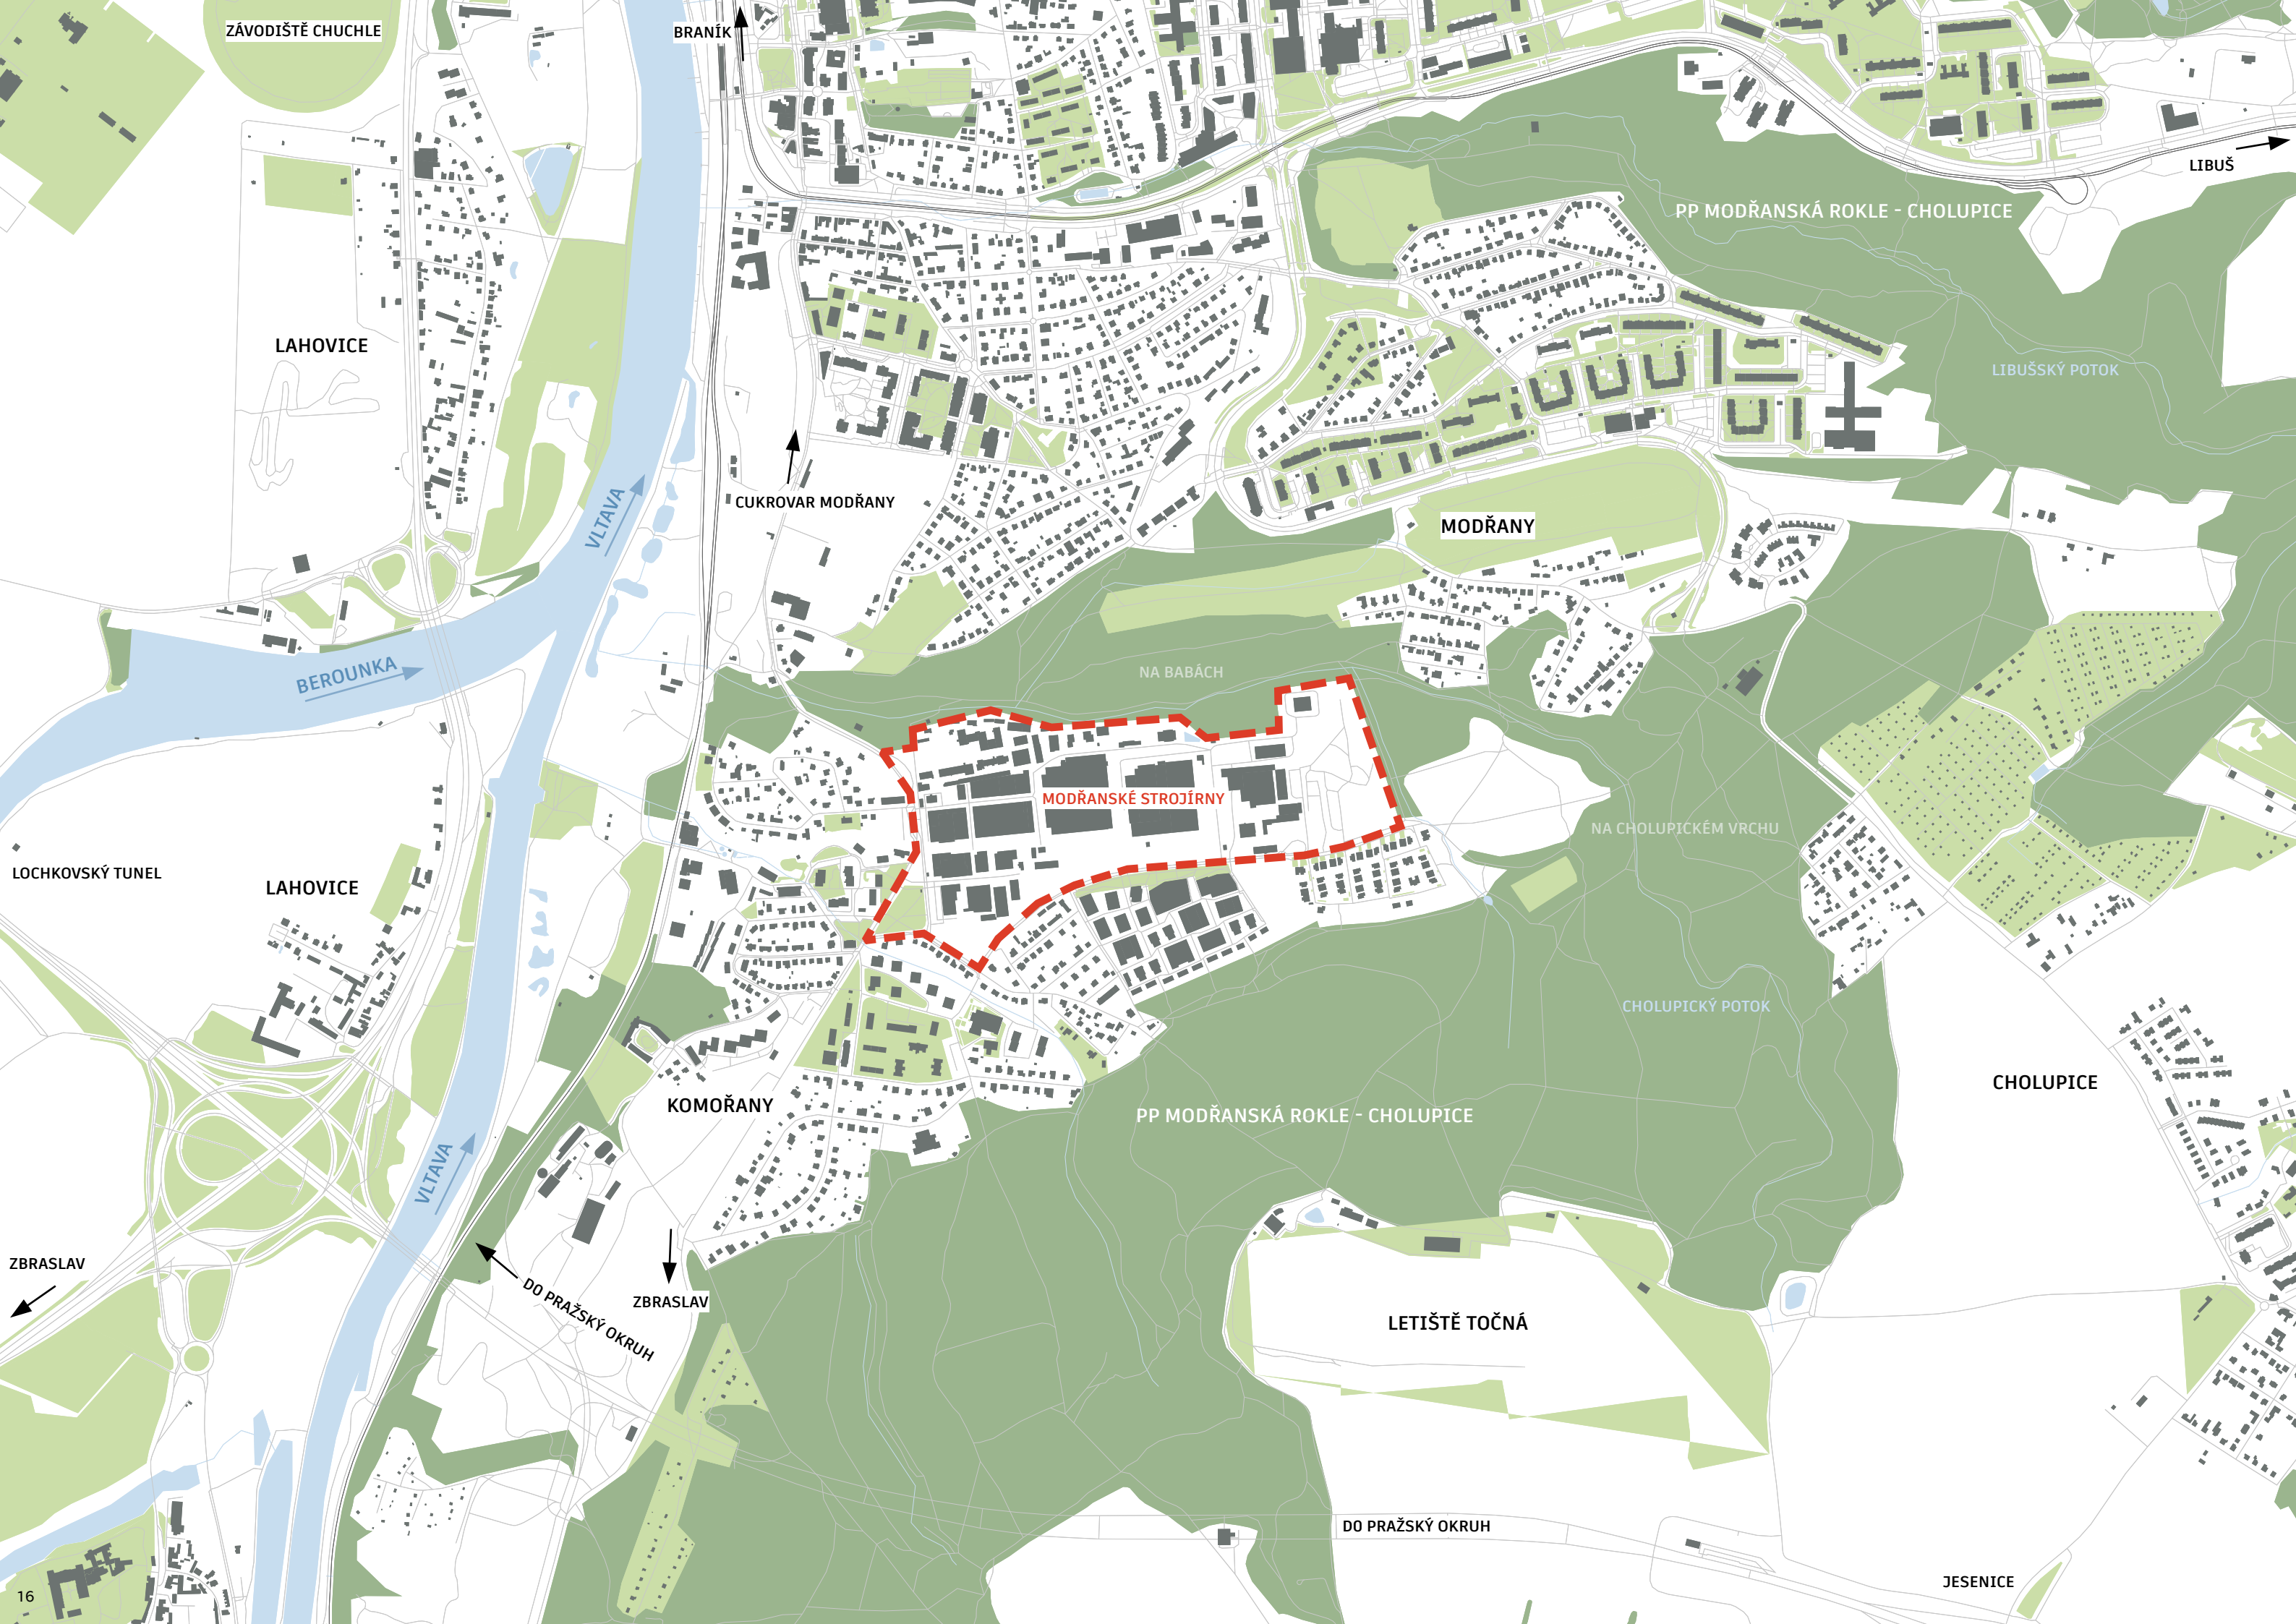 ZÁVODIŠTĚ CHUCHLE
BRANÍK
LIBUŠ
PP MODŘANSKÁ ROKLE - CHOLUPICE
LAHOVICE
LIBUŠSKÝ POTOK
CUKROVAR MODŘANY
VLTAVA
MODŘANY
BEROUNKA
NA BABÁCH
MODŘANSKÉ STROJÍRNY
NA CHOLUPICKÉM VRCHU
LOCHKOVSKÝ TUNEL
LAHOVICE
CHOLUPICKÝ POTOK
CHOLUPICE
KOMOŘANY
PP MODŘANSKÁ ROKLE - CHOLUPICE
VLTAVA
ZBRASLAV
ZBRASLAV
DO PRAŽSKÝ OKRUH
LETIŠTĚ TOČNÁ
DO PRAŽSKÝ OKRUH
JESENICE
16